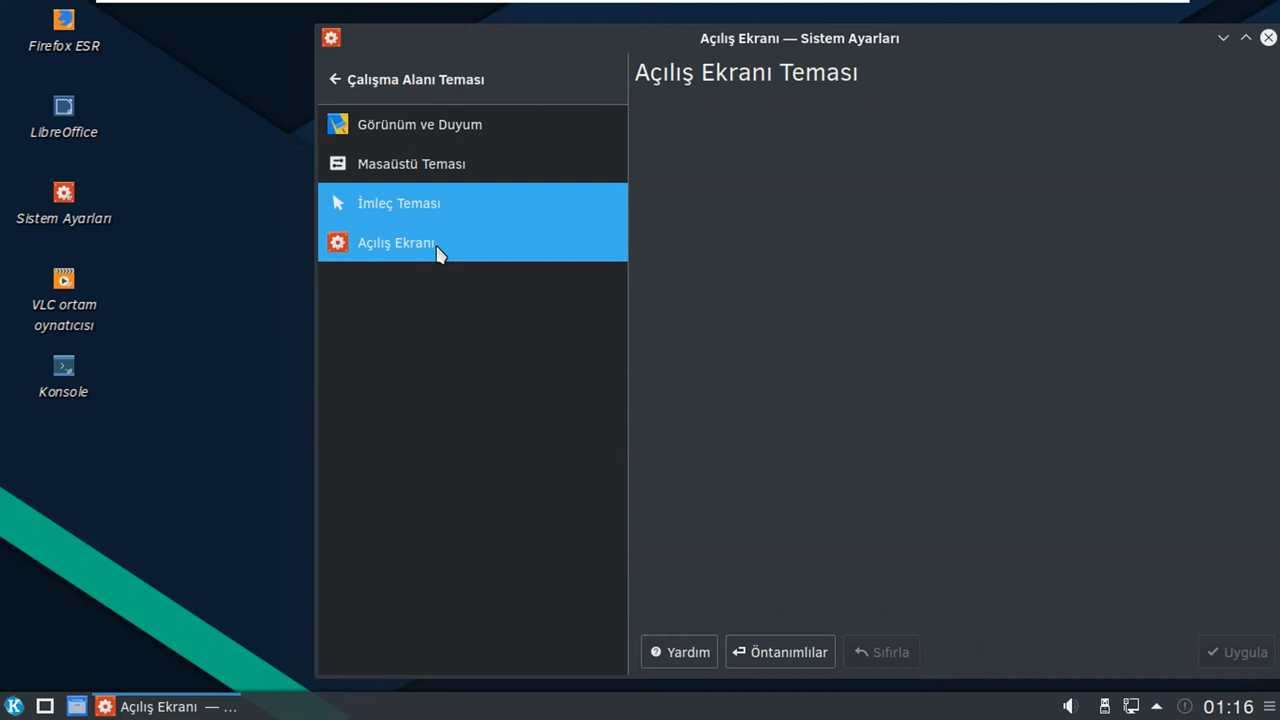 Firefox ESR
LibreOffice
Sistem Ayarları
VLC ortam
oynatıcısı
Konsole
Açılış Ekranı — Sistem Ayarları
Çalışma Alanı Teması
Görünüm ve Duyum
Masaüstü Teması
İmleç Teması
Açılış Ekranı
Açılış Ekranı Teması
Yardım
Öntanımlılar
Sıfırla
Uygula
Açılış Ekranı — ...
01:16